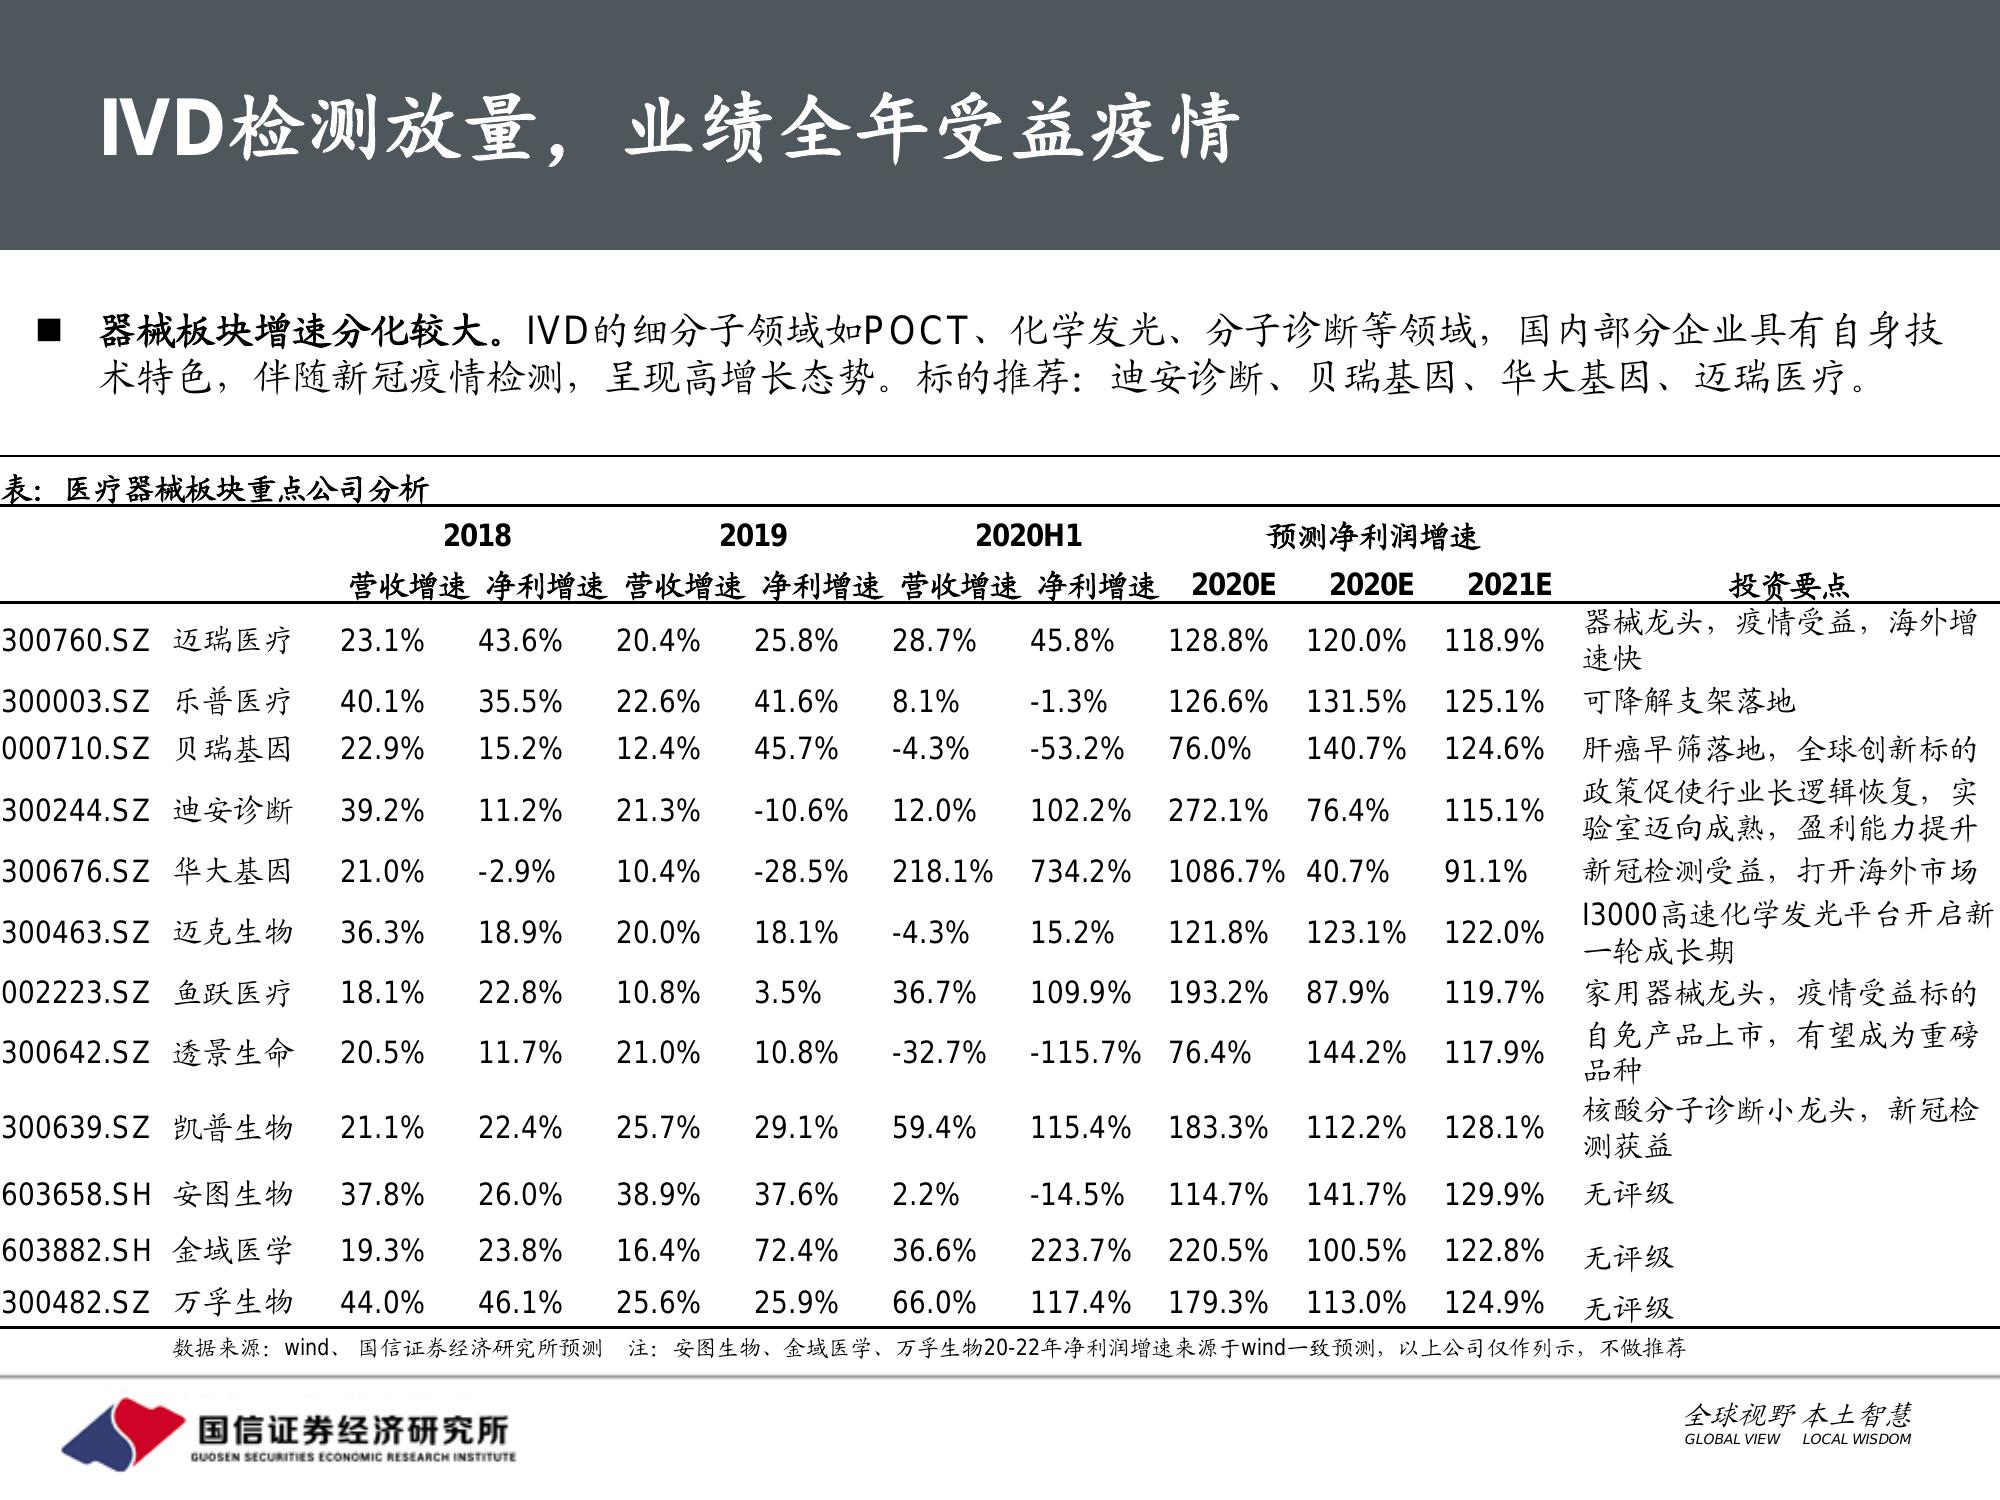 IVD检测放量，业绩全年受益疫情
■ 器械板块增速分化较大。IVD的细分子领域如POCT、化学发光、分子诊断等领域，国内部分企业具有自身技
术特色，伴随新冠疫情检测，呈现高增长态势。标的推荐：迪安诊断、贝瑞基因、华大基因、迈瑞医疗。
表：医疗器械板块重点公司分析
2018 2019 2020H1 预测净利润增速
营收增速 净利增速 营收增速 净利增速 营收增速 净利增速 2020E 2020E 2021E 投资要点
300760.SZ 迈瑞医疗 23.1% 43.6% 20.4% 25.8% 28.7% 45.8% 128.8% 120.0% 118.9% 器械龙头，疫情受益，海外增
速快
300003.SZ 乐普医疗 40.1% 35.5% 22.6% 41.6% 8.1% -1.3% 126.6% 131.5% 125.1% 可降解支架落地
000710.SZ 贝瑞基因 22.9% 15.2% 12.4% 45.7% -4.3% -53.2% 76.0% 140.7% 124.6% 肝癌早筛落地，全球创新标的
300244.SZ 迪安诊断 39.2% 11.2% 21.3% -10.6% 12.0% 102.2% 272.1% 76.4% 115.1% 政策促使行业长逻辑恢复，实
验室迈向成熟，盈利能力提升
300676.SZ 华大基因 21.0% -2.9% 10.4% -28.5% 218.1% 734.2% 1086.7% 40.7% 91.1% 新冠检测受益，打开海外市场
300463.SZ 迈克生物 36.3% 18.9% 20.0% 18.1% -4.3% 15.2% 121.8% 123.1% 122.0% I3000高速化学发光平台开启新
一轮成长期
002223.SZ 鱼跃医疗 18.1% 22.8% 10.8% 3.5% 36.7% 109.9% 193.2% 87.9% 119.7% 家用器械龙头，疫情受益标的
300642.SZ 透景生命 20.5% 11.7% 21.0% 10.8% -32.7% -115.7% 76.4% 144.2% 117.9% 自免产品上市，有望成为重磅
品种
300639.SZ 凯普生物 21.1% 22.4% 25.7% 29.1% 59.4% 115.4% 183.3% 112.2% 128.1% 核酸分子诊断小龙头，新冠检
测获益
603658.SH 安图生物 37.8% 26.0% 38.9% 37.6% 2.2% -14.5% 114.7% 141.7% 129.9% 无评级
603882.SH 金域医学 19.3% 23.8% 16.4% 72.4% 36.6% 223.7% 220.5% 100.5% 122.8% 无评级
300482.SZ 万孚生物 44.0% 46.1% 25.6% 25.9% 66.0% 117.4% 179.3% 113.0% 124.9% 无评级
数据来源：wind、 国信证券经济研究所预测 注：安图生物、金域医学、万孚生物20-22年净利润增速来源于wind一致预测，以上公司仅作列示，不做推荐
国信证券经济研究所
GUOSEN SECURITIES ECONOMIC RESEARCH INSTITUTE
全球视野 本土智慧
GLOBAL VIEW LOCAL WISDOM